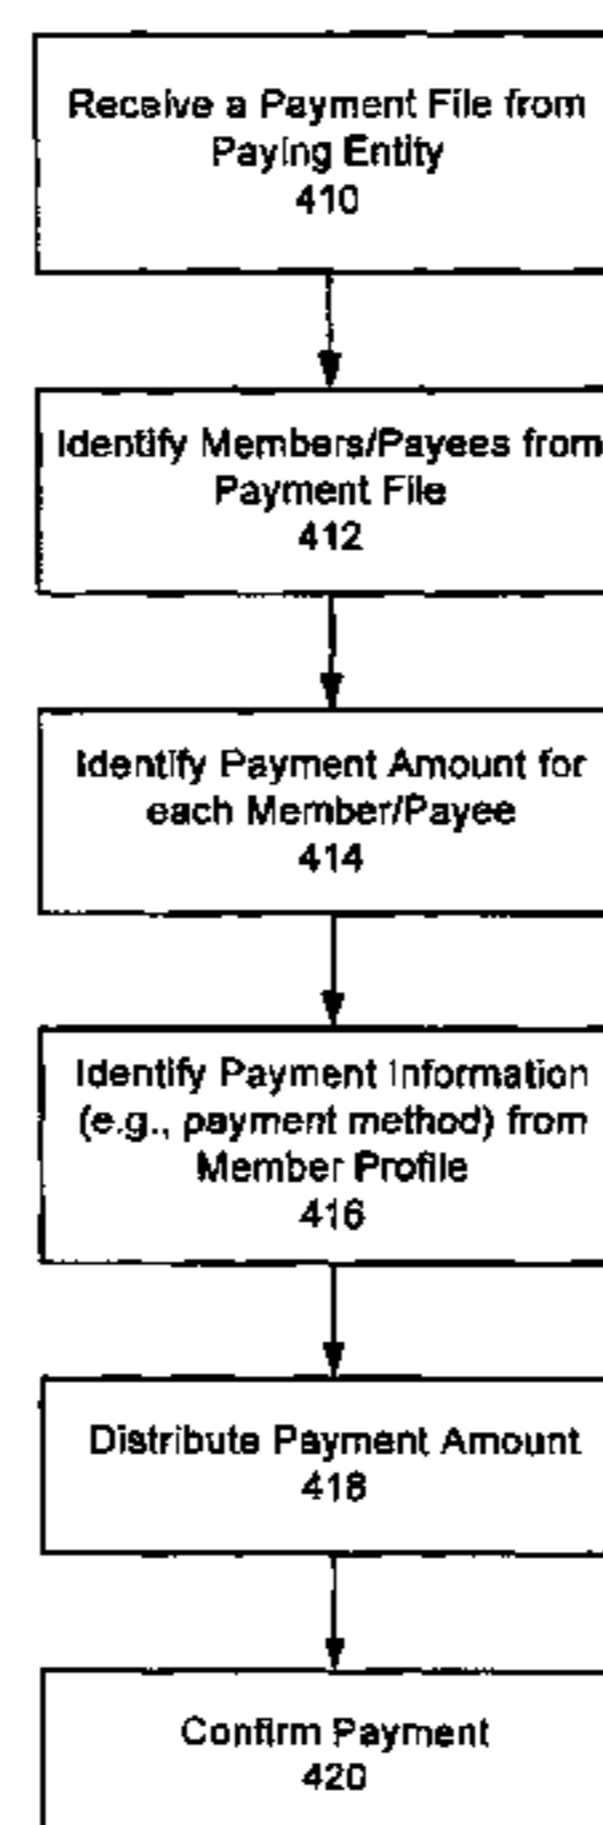 Receive a Payment File from
Paying Entity
410
Identify Members/Payees from
Payment File
412
Identify Payment Amount for
each Member/Payee
414
Identify Payment Information
(e.g., payment method) from
Member Profile
416
Distribute Payment Amount
418
Confirm Payment
420